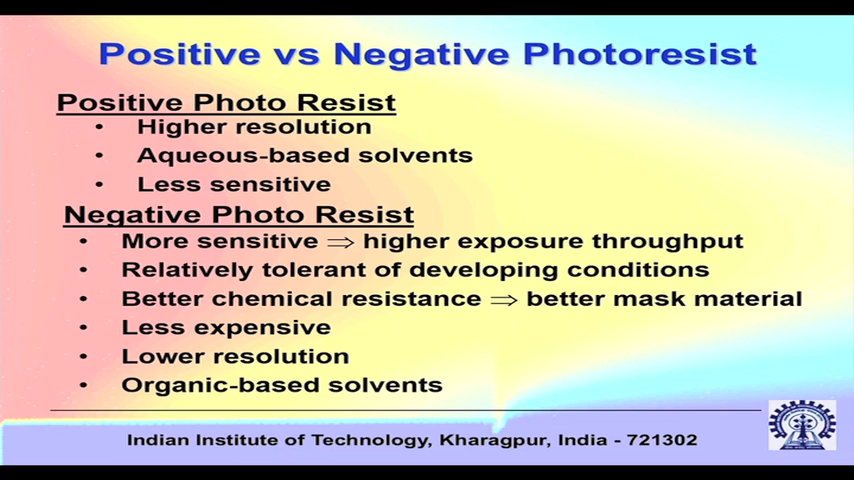 Positive vs Negative Photoresist
Positive Photo Resist
• Higher resolution
• Aqueous-based solvents
• Less sensitive
Negative Photo Resist
• More sensitive ⇒ higher exposure throughput
• Relatively tolerant of developing conditions
• Better chemical resistance ⇒ better mask material
• Less expensive
• Lower resolution
• Organic-based solvents
Indian Institute of Technology, Kharagpur, India - 721302